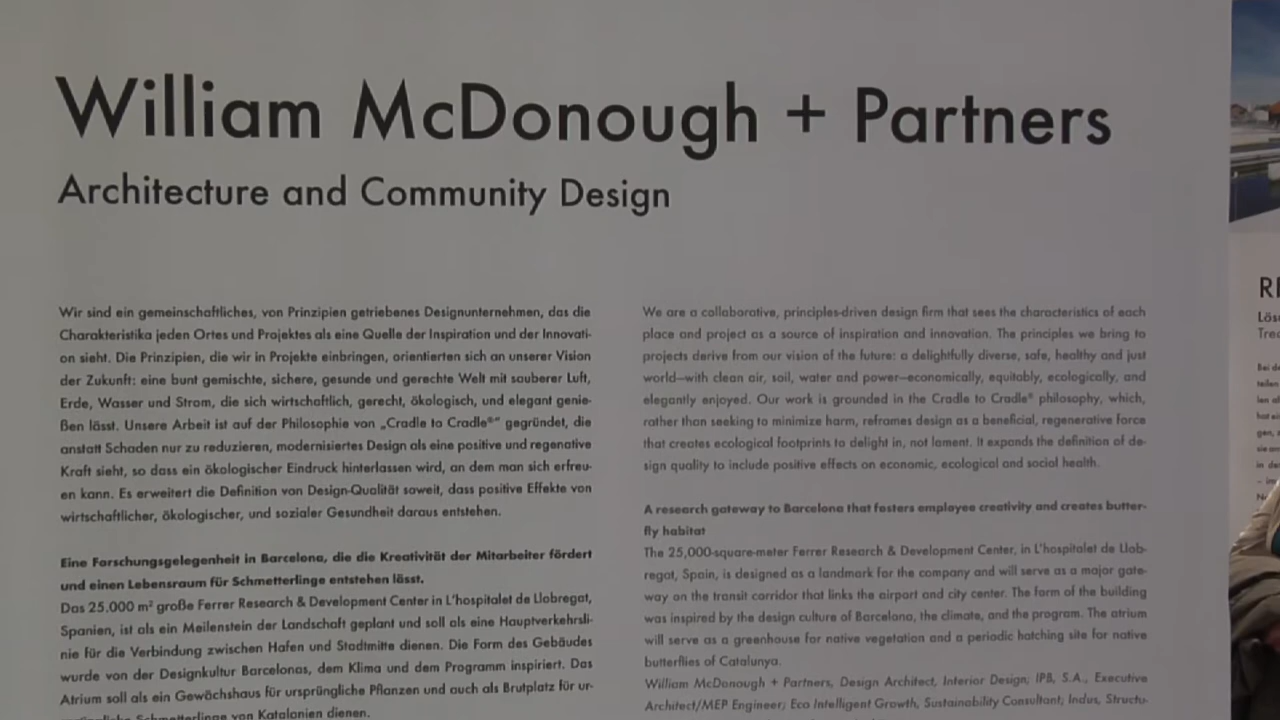 William McDonough + Partners
Architecture and Community Design
Wir sind ein gemeinschaftliches, von Prinzipien getriebenes Designunternehmen, das die
Charakteristika jeden Ortes und Projektes als eine Quelle der Inspiration und der Innovati-
on sieht. Die Prinzipien, die wir in Projekte einbringen, orientierten sich an unserer Vision
der Zukunft: eine bunt gemischte, sichere, gesunde und gerechte Welt mit sauberer Luft,
Erde, Wasser und Strom, die sich wirtschaftlich, gerecht, ökologisch, und elegant genie-
ßen lässt. Unsere Arbeit ist auf der Philosophie von „Cradle to Cradle®“ gegründet, die
anstatt Schaden nur zu reduzieren, modernisiertes Design als eine positive und regenative
Kraft sieht, so dass ein ökologischer Eindruck hinterlassen wird, an dem man sich erfreu-
en kann. Es erweitert die Definition van Design-Qualität soweit, dass positive Effekte von
wirtschaftlicher, ökologischer, und sozialer Gesundheit daraus entstehen.
Eine Forschungsgelegenheit in Barcelona, die die Kreativität der Mitarbeiter fördert
und einen Lebensraum für Schmetterlinge entstehen lässt.
Das 25.000 m² große Ferrer Research & Development Center in L'hospitalet de Llobregat,
Spanien, ist als ein Meilenstein der Landschaft geplant und soll als eine Hauptverkehrsli-
nie für die Verbindung zwischen Hafen und Stadtmitte dienen. Die Form des Gebäudes
wurde von der Designkultur Barcelonas, dem Klima und dem Programm inspiriert. Das
Atrium soll als ein Gewächshaus für ursprüngliche Pflanzen und auch als Brutplatz für ur-
sprüngliche Schmetterlinge von Katalonien dienen.
We are a collaborative, principles-driven design firm that sees the characteristics of each
place and project as a source of inspiration and innovation. The principles we bring to
projects derive from our vision of the future: a delightfully diverse, safe, healthy and just
world—with clean air, soil, water and power—economically, equitably, ecologically, and
elegantly enjoyed. Our work is grounded in the Cradle to Cradle® philosophy, which,
rather than seeking to minimize harm, reframes design as a beneficial, regenerative force
that creates ecological footprints to delight in, not lament. It expands the definition of de-
sign quality to include positive effects on economic, ecological and social health.
A research gateway to Barcelona that fosters employee creativity and creates butter-
fly habitat
The 25,000-square-meter Ferrer Research & Development Center, in L'hospitalet de Llob-
regat, Spain, is designed as a landmark for the company and will serve as a major gate-
way on the transit corridor that links the airport and city center. The form of the building
was inspired by the design culture of Barcelona, the climate, and the program. The atrium
will serve as a greenhouse for native vegetation and a periodic hatching site for native
butterflies of Catalunya.
William McDonough + Partners, Design Architect, Interior Design; IPB, S.A., Executive
Architect/MEP Engineer; Eco Intelligent Growth, Sustainability Consultant; Indus, Structu-